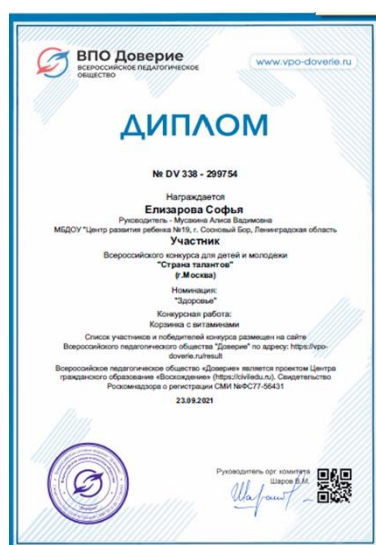 ВПО Доверие
ВСЕРОССИЙСКОЕ ПЕДАГОГИЧЕСКОЕ
ОБЩЕСТВО
www.vpo-doverie.ru
ДИПЛОМ
№ DV 338 - 299754
Награждается
Елизарова Софья
Руководитель - Мусакина Алиса Вадимовна
МБДОУ "Центр развития ребенка №19, г. Сосновый Бор, Ленинградская область
Участник
Всероссийского конкурса для детей и молодежи
"Страна талантов"
(г.Москва)
Номинация:
"Здоровье"
Конкурсная работа:
Корзинка с витаминами
Список участников и победителей конкурса размещен на сайте
Всероссийского педагогического общества "Доверие" по адресу: https://vpo-
doverie.ru/result
Всероссийское педагогическое общество «Доверие» является проектом Центра
гражданского образование «Восхождение» (https://civiledu.ru). Свидетельство
Роскомнадзора о регистрации СМИ №ФС77-56431
23.09.2021
Руководитель орг. комитета
Шаров В.М.